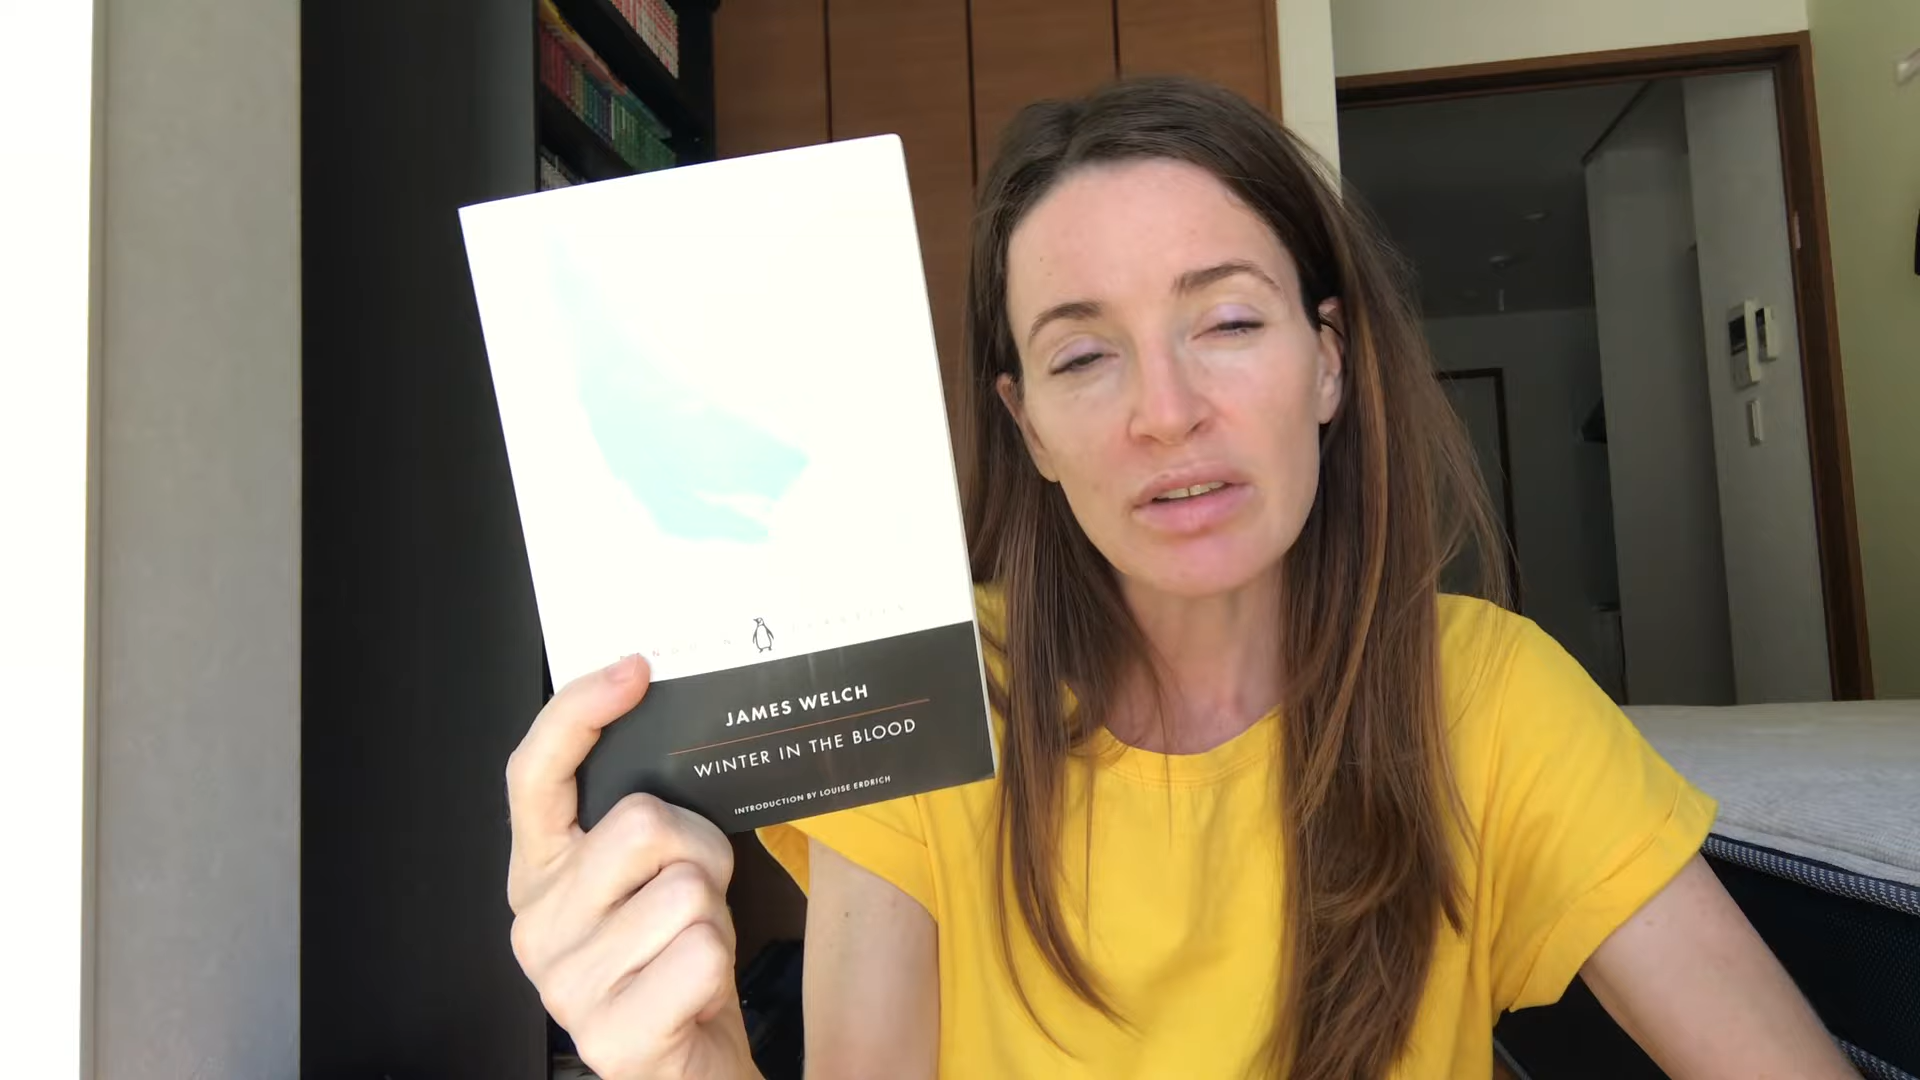 JAMES WELCH
WINTER IN THE BLOOD
INTRODUCTION BY LOUISE ERDRICH